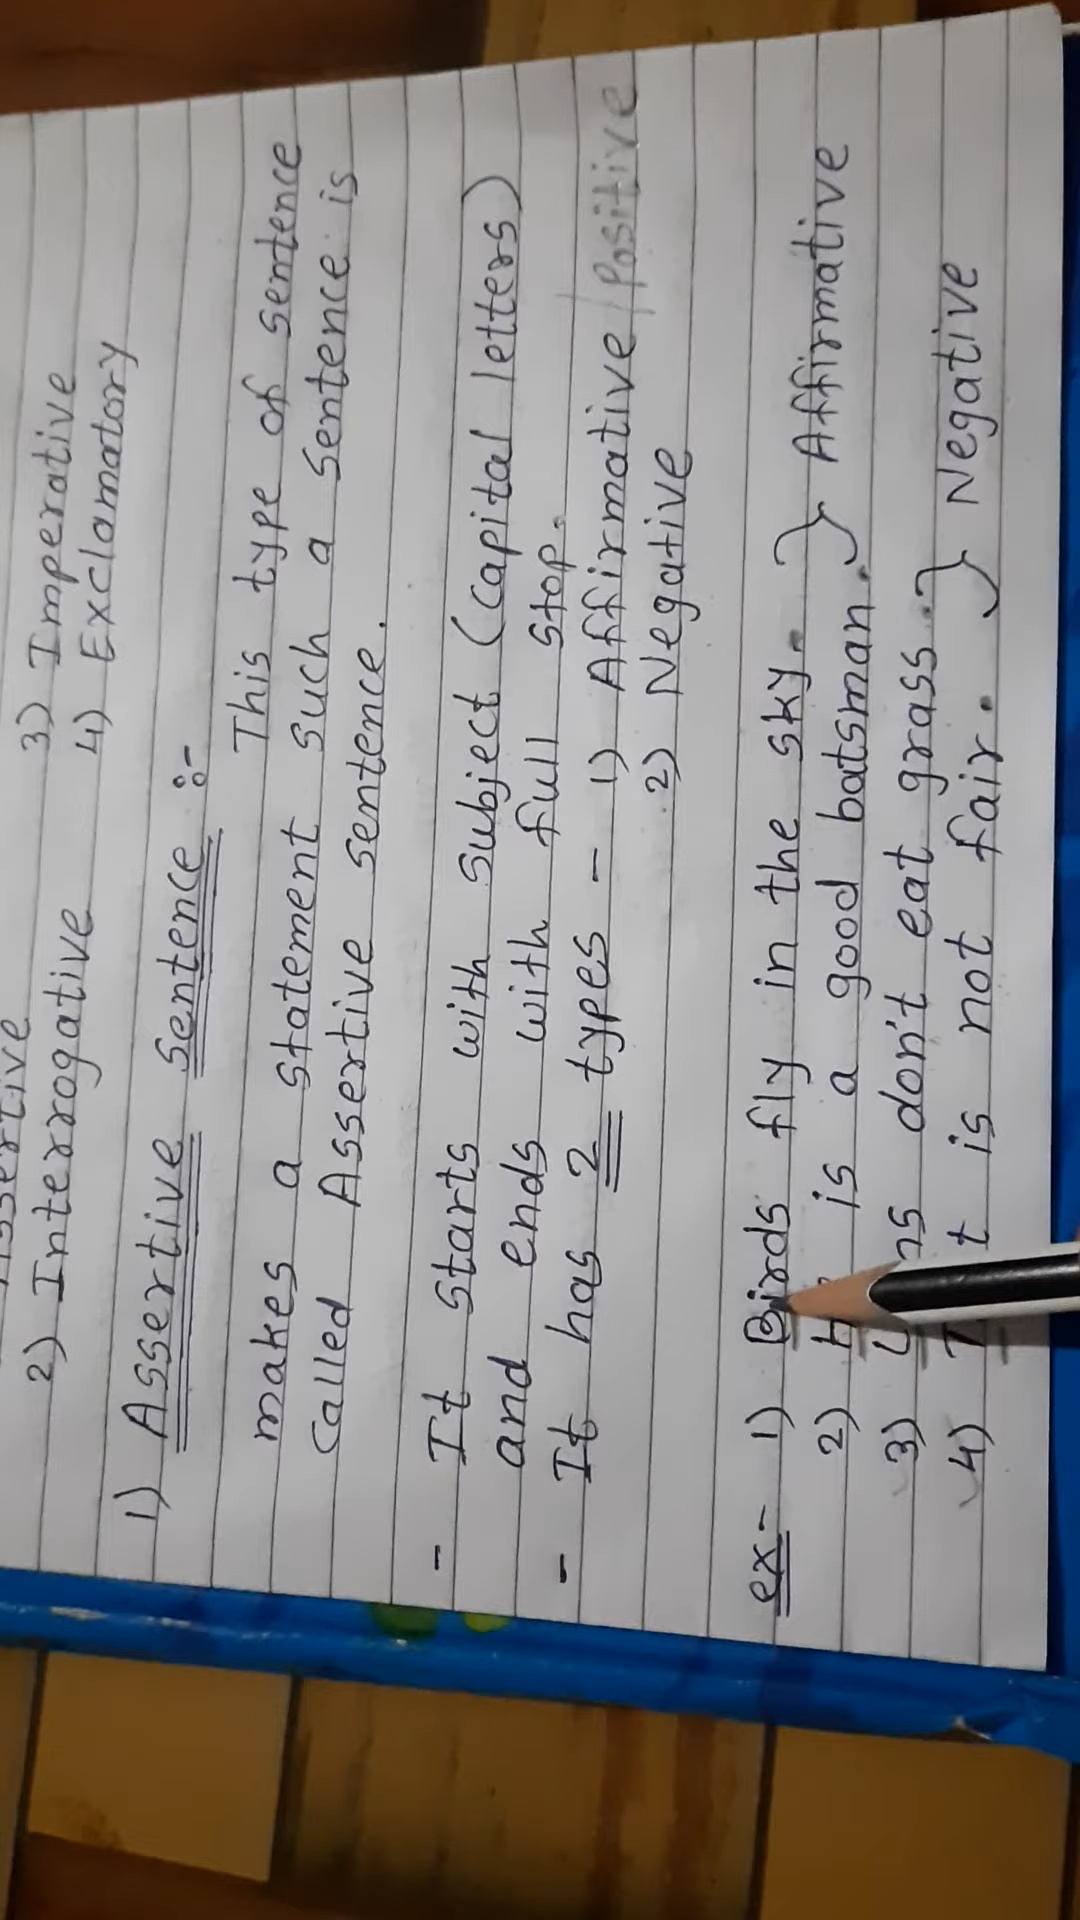 2) Interrogative 3) Imperative
4) Exclamatory
1) Assertive Sentence :-
This type of sentence
makes a statement such a sentence is
called Assertive sentence.
- It starts with subject (capital letters)
and ends with full stop.
- It has 2 types - 1) Affirmative/Positive
2) Negative
ex- 1) Birds fly in the sky. } Affirmative
2) is a good batsman.
3) don't eat grass. } Negative
4) is not fair.